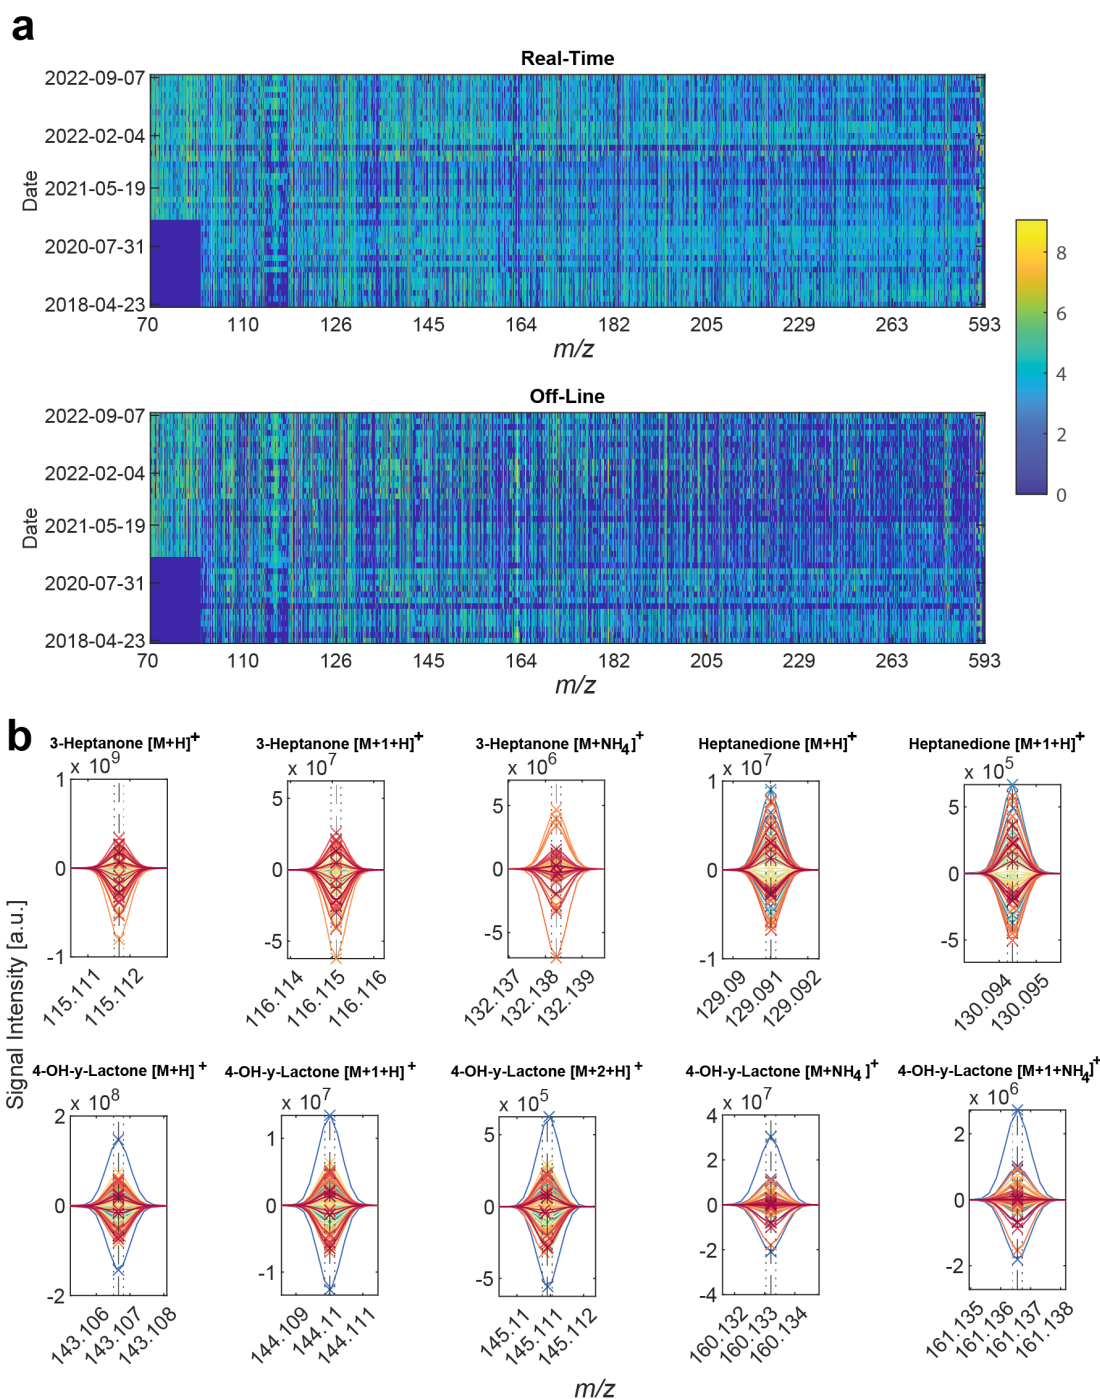 a
Real-Time
Date
2022-09-07
2022-02-04
2021-05-19
2020-07-31
2018-04-23
70 110 126 145 164 182 205 229 263 593
m/z
Off-Line
Date
2022-09-07
2022-02-04
2021-05-19
2020-07-31
2018-04-23
70 110 126 145 164 182 205 229 263 593
m/z
8
6
4
2
0
b
Signal Intensity [a.u.]
3-Heptanone [M+H]+
x 10^9
1
0
-1
115.111 115.112
3-Heptanone [M+1+H]+
x 10^7
5
0
-5
116.114 116.115 116.116
3-Heptanone [M+NH4]+
x 10^6
5
0
-5
132.137 132.138 132.139
Heptanedione [M+H]+
x 10^7
1
0
-1
129.09 129.091 129.092
Heptanedione [M+1+H]+
x 10^5
5
0
-5
130.094 130.095
4-OH-y-Lactone [M+H] +
x 10^8
2
0
-2
143.106 143.107 143.108
4-OH-y-Lactone [M+1+H] +
x 10^7
1
0
-1
144.109 144.11 144.111
4-OH-y-Lactone [M+2+H] +
x 10^5
5
0
-5
145.11 145.111 145.112
4-OH-y-Lactone [M+NH4 ]+
x 10^7
4
2
0
-2
-4
160.132 160.133 160.134
4-OH-y-Lactone [M+1+NH4]+
x 10^6
2
0
-2
161.135 161.136 161.137 161.138
m/z